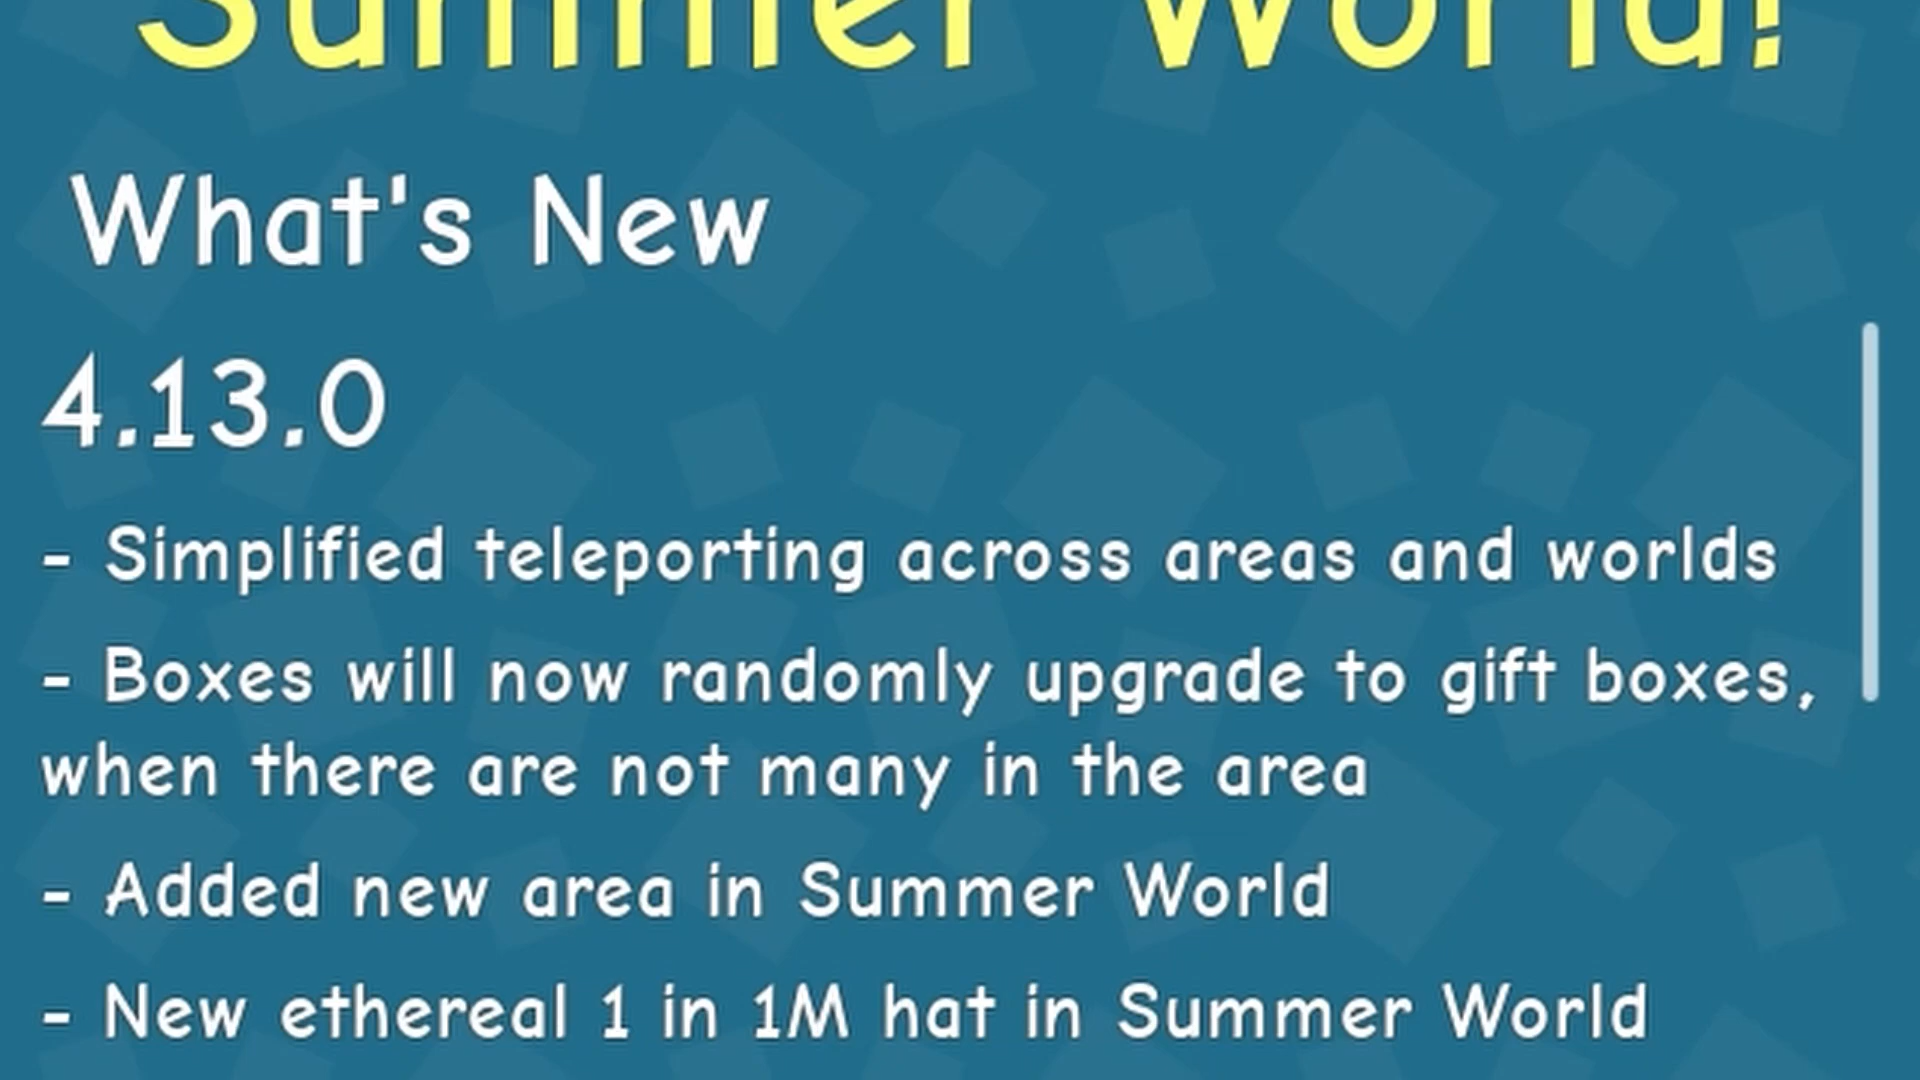 Summer World!
What's New
4.13.0
- Simplified teleporting across areas and worlds
- Boxes will now randomly upgrade to gift boxes,
when there are not many in the area
- Added new area in Summer World
- New ethereal 1 in 1M hat in Summer World